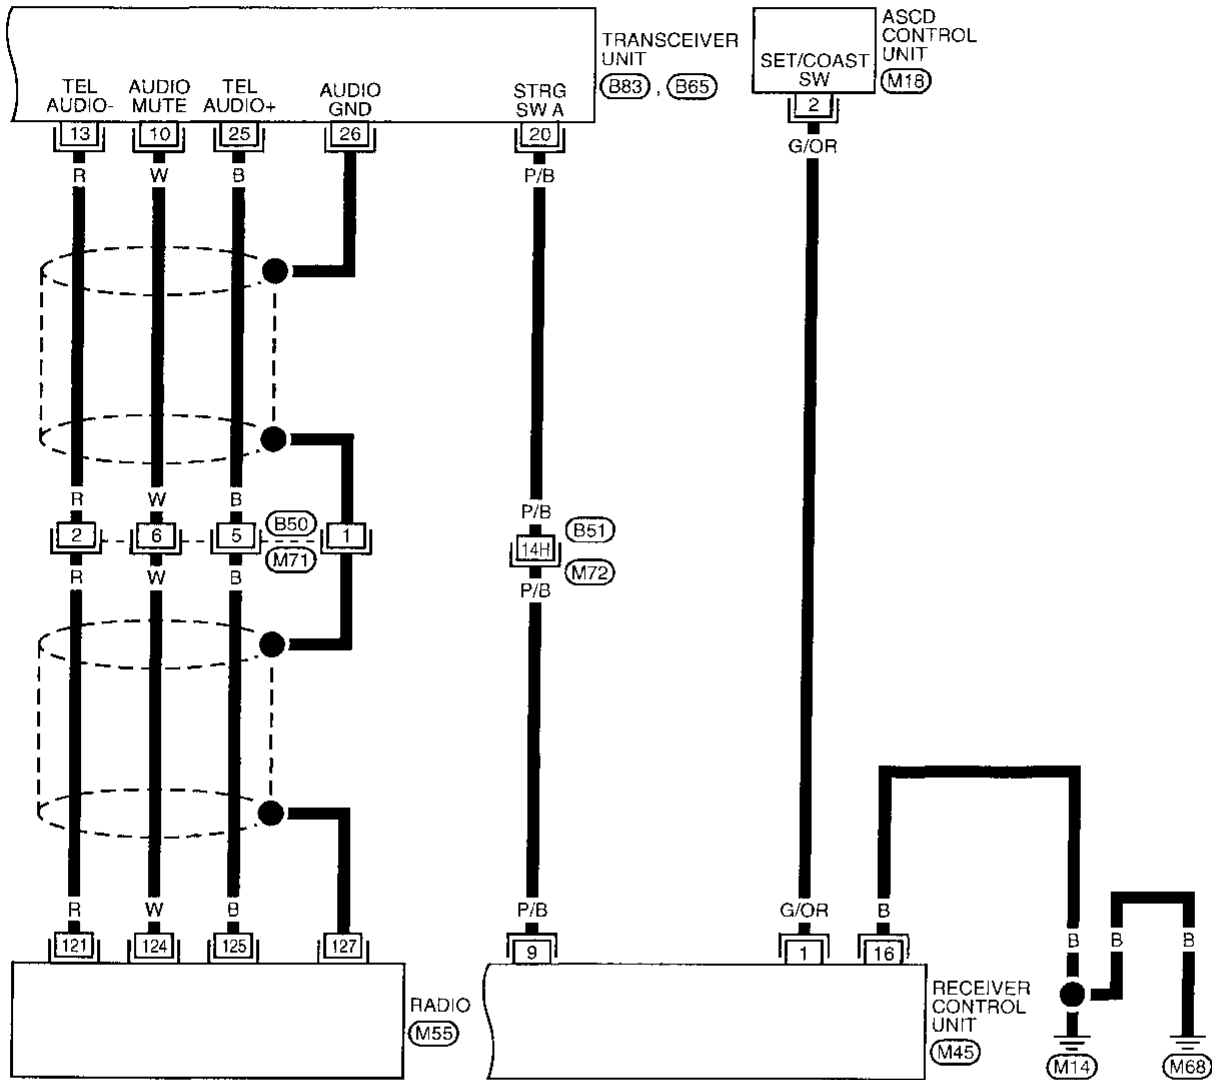 TRANSCEIVER
UNIT
B83 , B65
ASCD
CONTROL
UNIT
M18
SET/COAST
SW
2
G/OR
TEL
AUDIO-
AUDIO
MUTE
TEL
AUDIO+
AUDIO
GND
STRG
SW A
13 10 25 26 20
R W B P/B
R W B P/B
2 6 5 B50 1 14H B51
M71 M72
R W B P/B
R W B P/B G/OR B B B B
121 124 125 127 9 1 16
RADIO
M55
RECEIVER
CONTROL
UNIT
M45
M14 M68